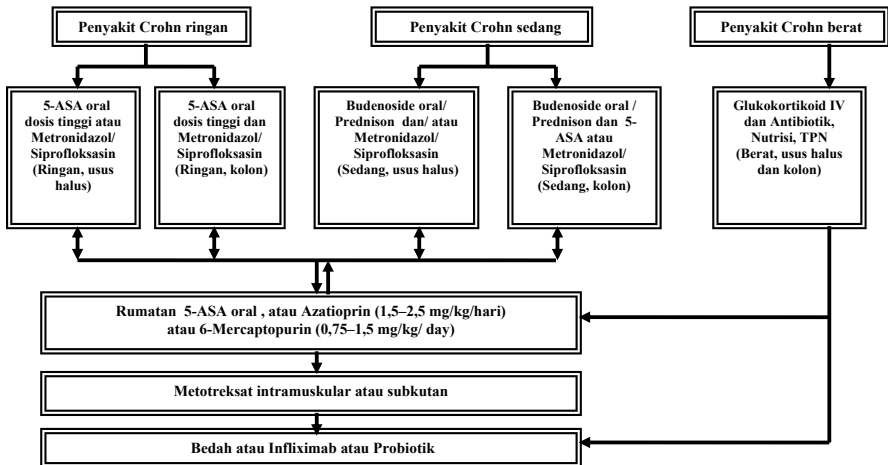 Penyakit Crohn ringan
Penyakit Crohn sedang
Penyakit Crohn berat
5-ASA oral
dosis tinggi atau
Metronidazol/
Siprofloksasin
(Ringan, usus
halus)
5-ASA oral
dosis tinggi dan
Metronidazol/
Siprofloksasin
(Ringan, kolon)
Budenoside oral/
Prednison dan/ atau
Metronidazol/
Siprofloksasin
(Sedang, usus halus)
Budenoside oral /
Prednison dan 5-
ASA atau
Metronidazol/
Siprofloksasin
(Sedang, kolon)
Glukokortikoid IV
dan Antibiotik,
Nutrisi, TPN
(Berat, usus halus
dan kolon)
Rumatan 5-ASA oral , atau Azatioprin (1,5–2,5 mg/kg/hari)
atau 6-Mercaptopurin (0,75–1,5 mg/kg/ day)
Metotreksat intramuskular atau subkutan
Bedah atau Infliximab atau Probiotik